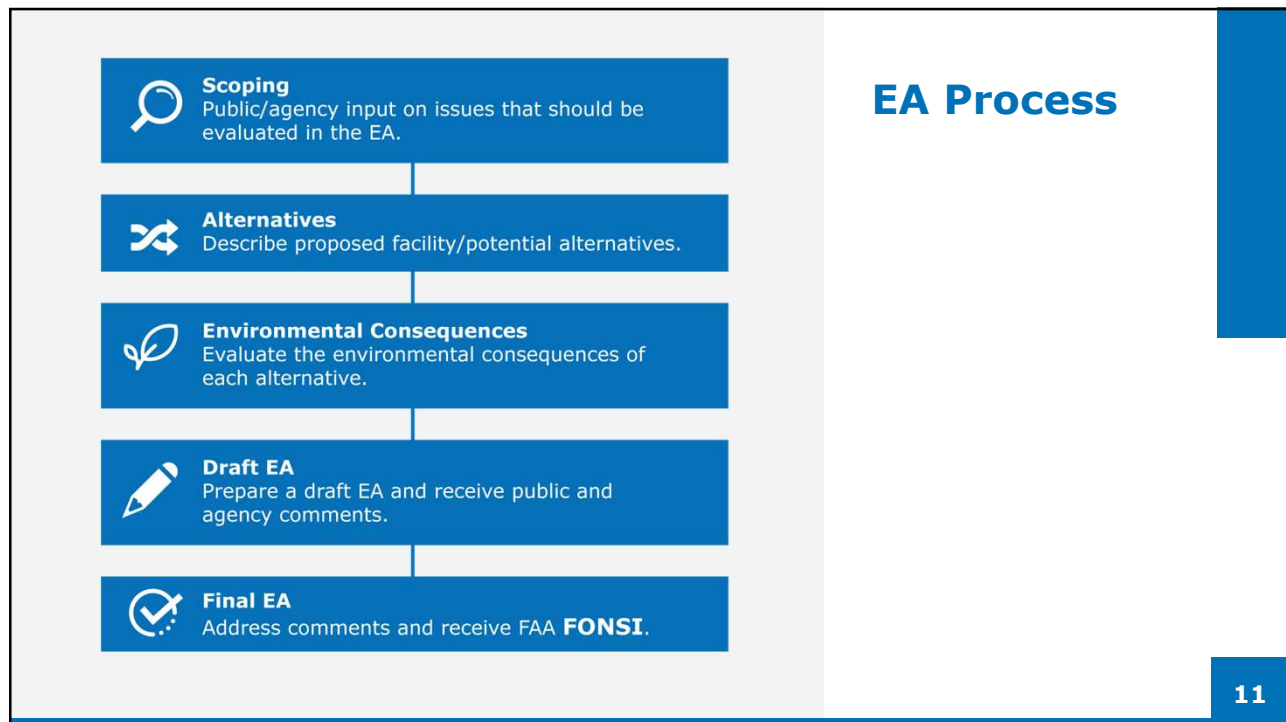 EA Process
Scoping
Public/agency input on issues that should be
evaluated in the EA.
Alternatives
Describe proposed facility/potential alternatives.
Environmental Consequences
Evaluate the environmental consequences of
each alternative.
Draft EA
Prepare a draft EA and receive public and
agency comments.
Final EA
Address comments and receive FAA FONSI.
11